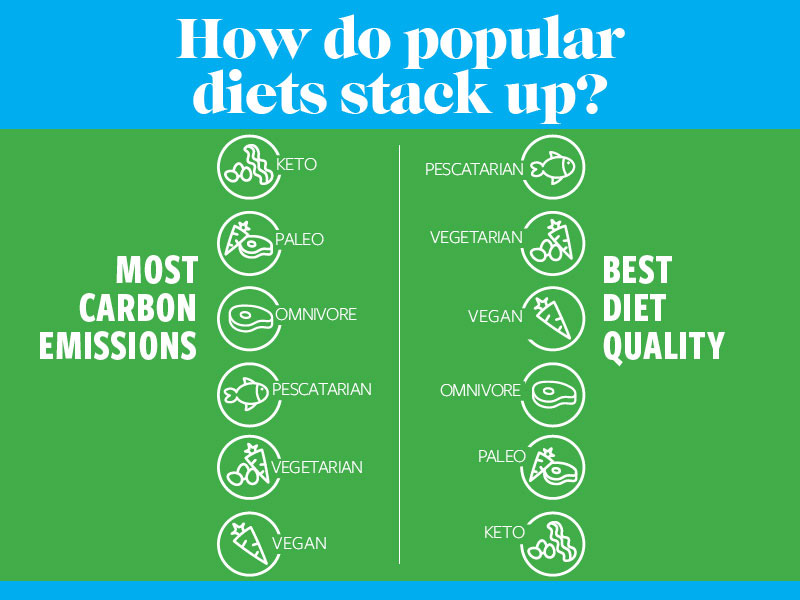 How do popular
diets stack up?
MOST
CARBON
EMISSIONS
KETO
PALEO
OMNIVORE
PESCATARIAN
VEGETARIAN
VEGAN
PESCATARIAN
VEGETARIAN
VEGAN
OMNIVORE
PALEO
KETO
BEST
DIET
QUALITY